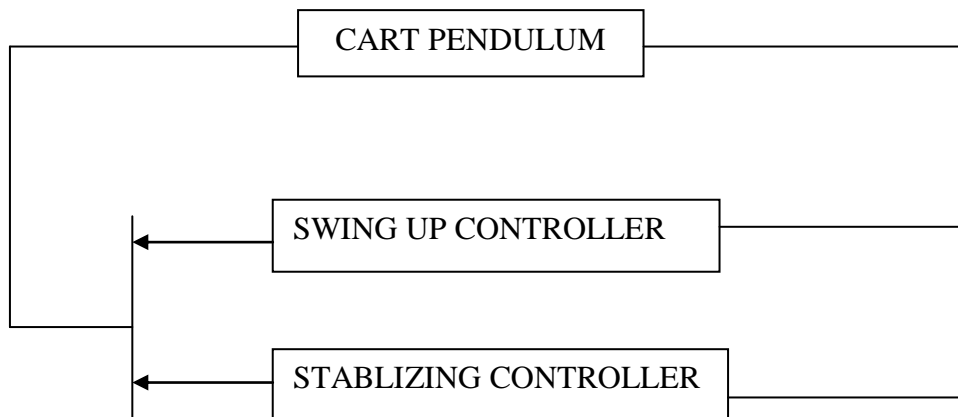 CART PENDULUM
SWING UP CONTROLLER
STABLIZING CONTROLLER